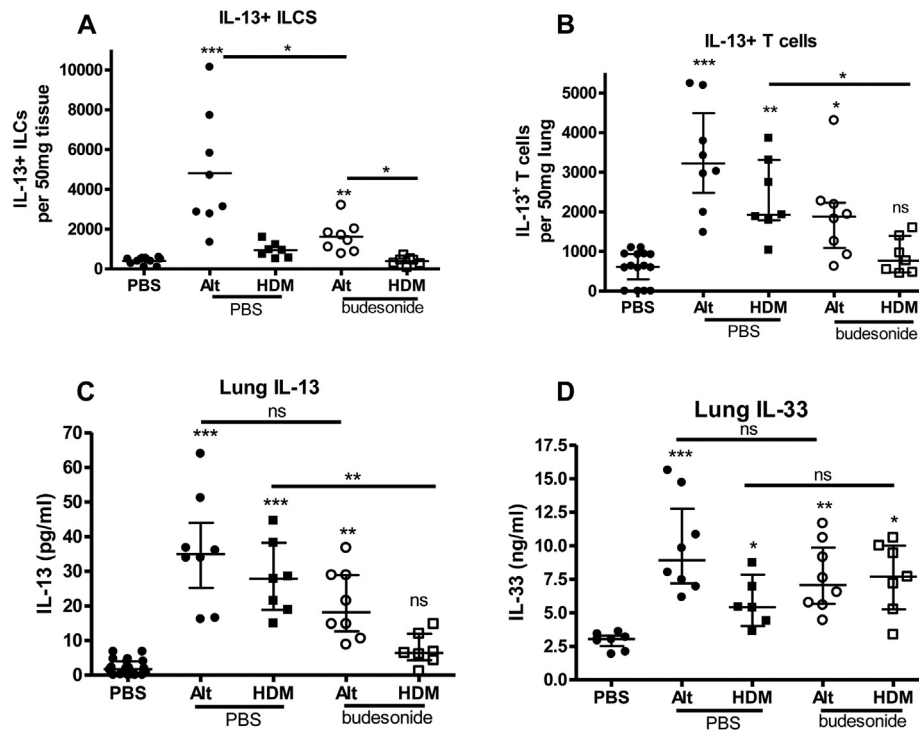 A
IL-13+ ILCS
IL-13+ ILCs
per 50mg tissue
10000
8000
6000
4000
2000
0
***
*
**
*
PBS
Alt
HDM
Alt
HDM
PBS
budesonide
B
IL-13+ T cells
IL-13+ T cells
per 50mg lung
5000
4000
3000
2000
1000
0
***
**
*
*
ns
PBS
Alt
HDM
Alt
HDM
PBS
budesonide
C
Lung IL-13
IL-13 (pg/ml)
70
60
50
40
30
20
10
0
ns
***
**
***
**
ns
PBS
Alt
HDM
Alt
HDM
PBS
budesonide
D
Lung IL-33
IL-33 (ng/ml)
17.5
15.0
12.5
10.0
7.5
5.0
2.5
0.0
ns
***
ns
*
**
*
PBS
Alt
HDM
Alt
HDM
PBS
budesonide